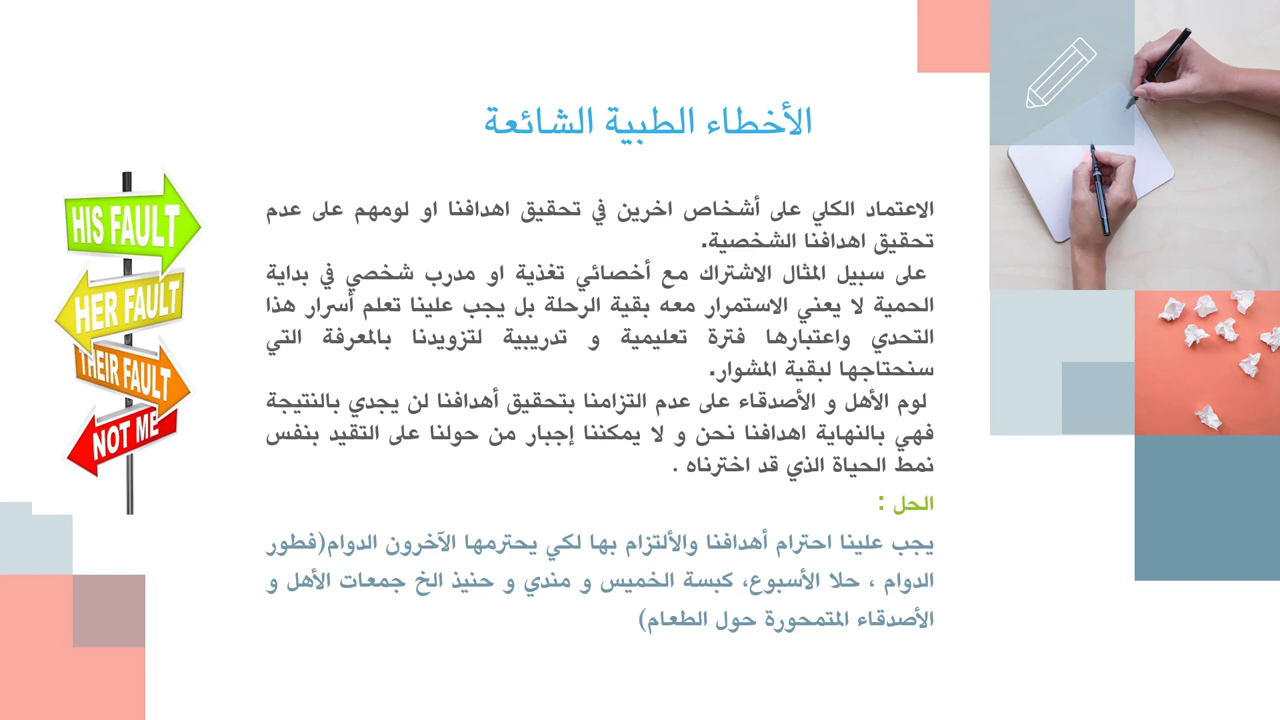 الأخطاء الطبية الشائعة
الاعتماد الكلي على أشخاص اخرين في تحقيق اهدافنا او لومهم على عدم
تحقيق اهدافنا الشخصية.
على سبيل المثال الاشتراك مع أخصائي تغذية او مدرب شخصي في بداية
الحمية لا يعني الاستمرار معه بقية الرحلة بل يجب علينا تعلم أسرار هذا
التحدي واعتبارها فترة تعليمية و تدريبية لتزويدنا بالمعرفة التي
سنحتاجها لبقية المشوار.
لوم الأهل و الأصدقاء على عدم التزامنا بتحقيق أهدافنا لن يجدي بالنتيجة
فهي بالنهاية اهدافنا نحن و لا يمكننا إجبار من حولنا على التقيد بنفس
نمط الحياة الذي قد اخترناه .
الحل :
يجب علينا احترام أهدافنا والألتزام بها لكي يحترمها الآخرون الدوام(فطور
الدوام ، حلا الأسبوع، كبسة الخميس و مندي و حنيذ الخ جمعات الأهل و
الأصدقاء المتمحورة حول الطعام)
HIS FAULT
HER FAULT
THEIR FAULT
NOT ME